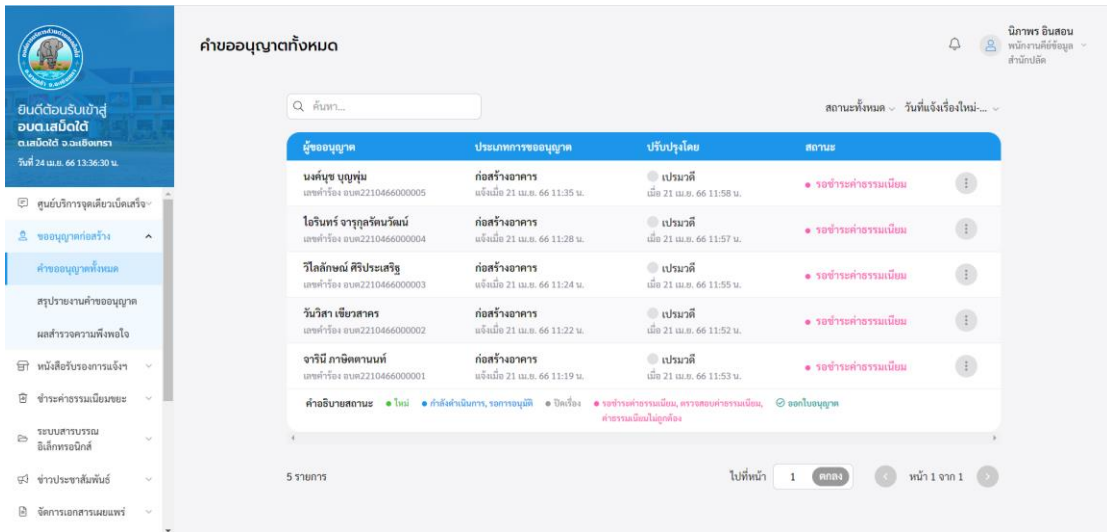 คำขออนุญาตทั้งหมด
นิภาพร อินสอน
พนักงานคีย์ข้อมูล
สำนักปลัด
ยินดีต้อนรับเข้าสู่
อบต.เสม็ดใต้
ต.เสม็ดใต้ จ.ฉะเชิงเทรา
วันที่ 24 เม.ย. 66 13:36:30 น.
ศูนย์บริการจุดเดียวเบ็ดเสร็จ
ขออนุญาตก่อสร้าง
คำขออนุญาตทั้งหมด
สรุปรายงานคำขออนุญาต
ผลสำรวจความพึงพอใจ
หนังสือรับรองการแจ้งฯ
ชำระค่าธรรมเนียมขยะ
ระบบสารบรรณ
อิเล็กทรอนิกส์
ข่าวประชาสัมพันธ์
จัดการเอกสารเผยแพร่
ค้นหา...
สถานะทั้งหมด วันที่แจ้งเรื่องใหม่-...
ผู้ขออนุญาต ประเภทการขออนุญาต ปรับปรุงโดย สถานะ
นงค์นุช บุญพุ่ม ก่อสร้างอาคาร เปรมวดี รอชำระค่าธรรมเนียม
เลขคำร้อง อบต2210466000005 แจ้งเมื่อ 21 เม.ย. 66 11:35 น. เมื่อ 21 เม.ย. 66 11:58 น.
ไอรินทร์ จารุกุลรัตนวัฒน์ ก่อสร้างอาคาร เปรมวดี รอชำระค่าธรรมเนียม
เลขคำร้อง อบต2210466000004 แจ้งเมื่อ 21 เม.ย. 66 11:28 น. เมื่อ 21 เม.ย. 66 11:57 น.
วิไลลักษณ์ ศิริประเสริฐ ก่อสร้างอาคาร เปรมวดี รอชำระค่าธรรมเนียม
เลขคำร้อง อบต2210466000003 แจ้งเมื่อ 21 เม.ย. 66 11:24 น. เมื่อ 21 เม.ย. 66 11:55 น.
วันวิสา เขียวสาคร ก่อสร้างอาคาร เปรมวดี รอชำระค่าธรรมเนียม
เลขคำร้อง อบต2210466000002 แจ้งเมื่อ 21 เม.ย. 66 11:22 น. เมื่อ 21 เม.ย. 66 11:52 น.
จารินี ภาษิตตานนท์ ก่อสร้างอาคาร เปรมวดี รอชำระค่าธรรมเนียม
เลขคำร้อง อบต2210466000001 แจ้งเมื่อ 21 เม.ย. 66 11:19 น. เมื่อ 21 เม.ย. 66 11:53 น.
คำอธิบายสถานะ ใหม่ กำลังดำเนินการ, รอการอนุมัติ ปิดเรื่อง รอชำระค่าธรรมเนียม, ตรวจสอบค่าธรรมเนียม, ออกใบอนุญาต
ค่าธรรมเนียมไม่ถูกต้อง
5 รายการ ไปที่หน้า 1 ตกลง หน้า 1 จาก 1